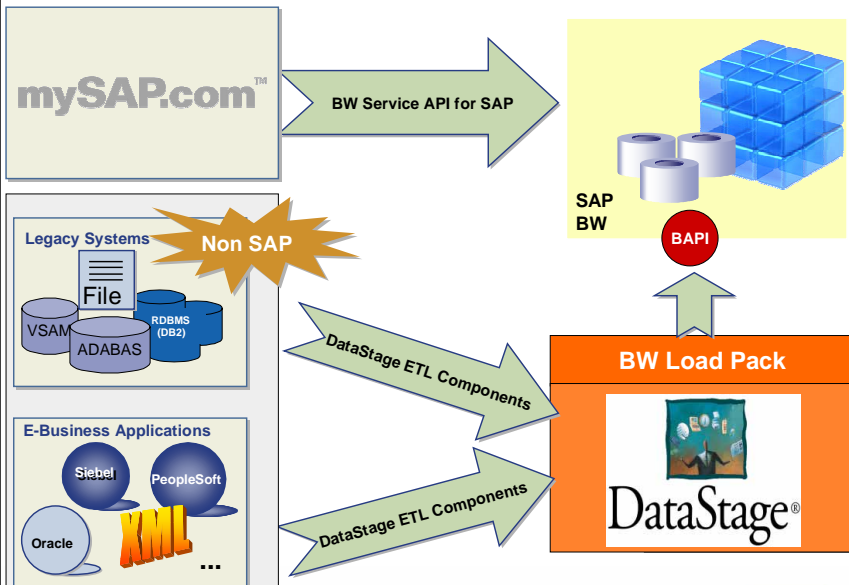 mySAP.com™
BW Service API for SAP
SAP
BW
BAPI
Non SAP
Legacy Systems
File
VSAM
ADABAS
RDBMS
(DB2)
DataStage ETL Components
BW Load Pack
DataStage®
E-Business Applications
Siebel
PeopleSoft
Oracle
XML
...
DataStage ETL Components